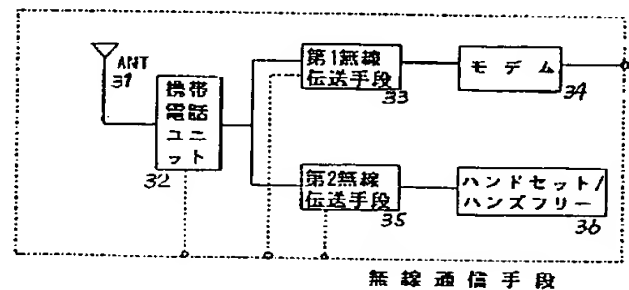 ANT
31
携帯
電話
ユニ
ット
32
第1無線
伝送手段
33
モデム
34
第2無線
伝送手段
35
ハンドセット/
ハンズフリー
36
無線通信手段